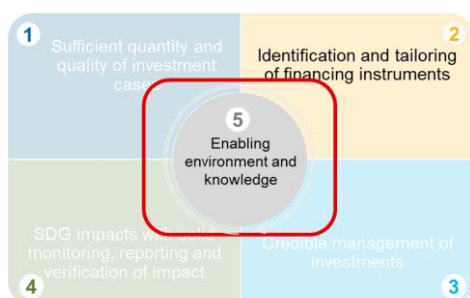 1
Sufficient quantity and
quality of investment
cases
2
Identification and tailoring
of financing instruments
5
Enabling
environment and
knowledge
SDG impacts with solid
monitoring, reporting and
verification of impact
4
Credible management of
investments
3